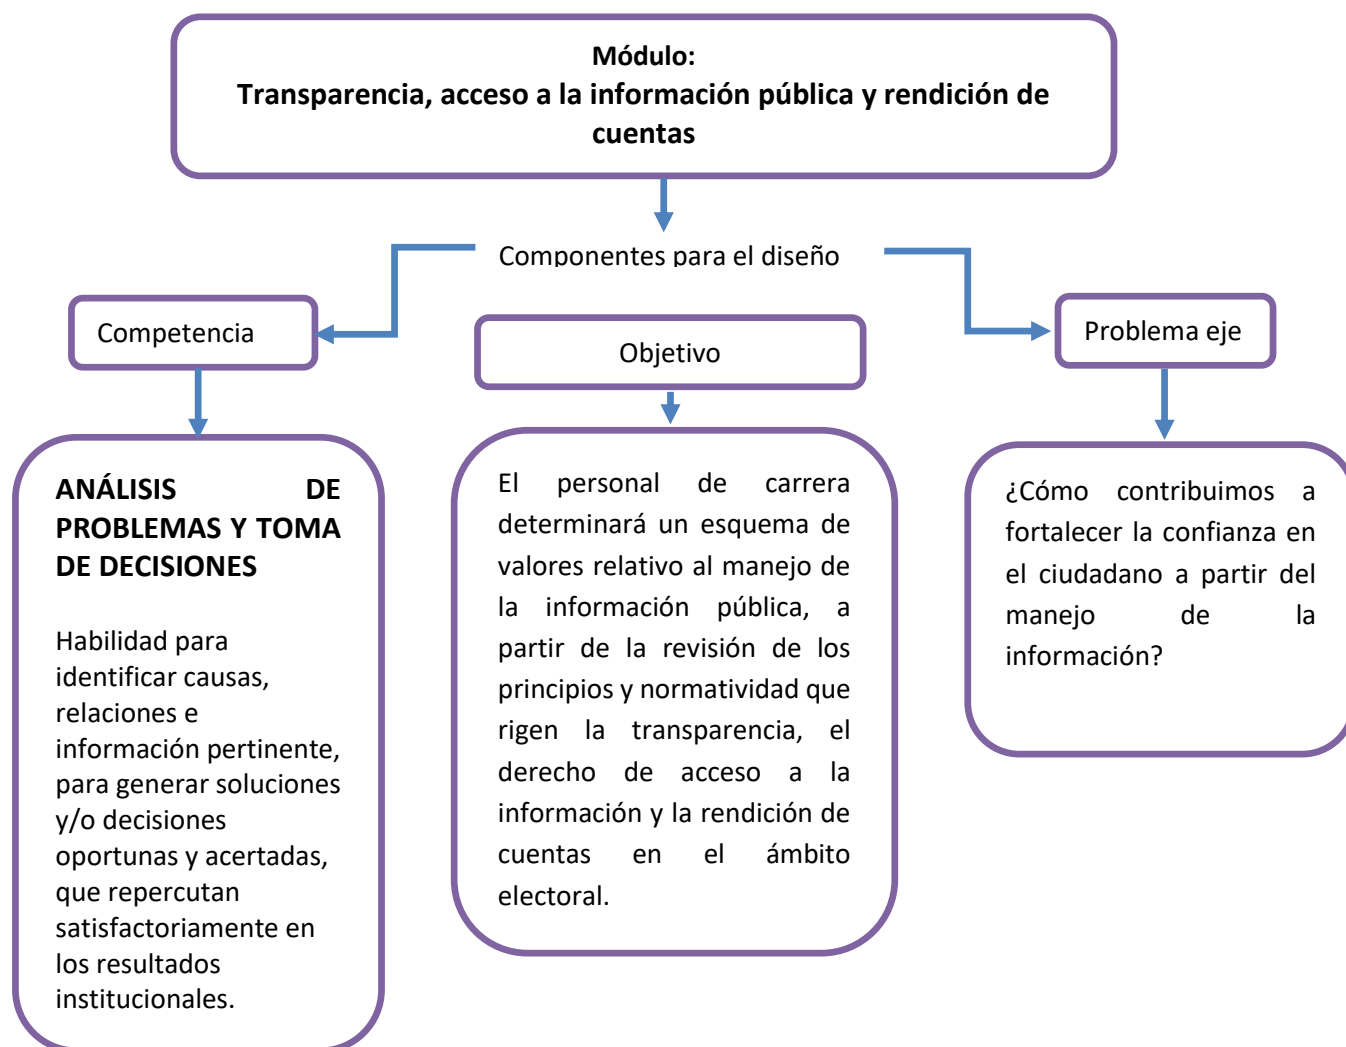 Módulo:
Transparencia, acceso a la información pública y rendición de
cuentas
Componentes para el diseño
Competencia
Objetivo
Problema eje
ANÁLISIS DE
PROBLEMAS Y TOMA
DE DECISIONES
Habilidad para
identificar causas,
relaciones e
información pertinente,
para generar soluciones
y/o decisiones
oportunas y acertadas,
que repercutan
satisfactoriamente en
los resultados
institucionales.
El personal de carrera
determinará un esquema de
valores relativo al manejo de
la información pública, a
partir de la revisión de los
principios y normatividad que
rigen la transparencia, el
derecho de acceso a la
información y la rendición de
cuentas en el ámbito
electoral.
¿Cómo contribuimos a
fortalecer la confianza en
el ciudadano a partir del
manejo de la
información?